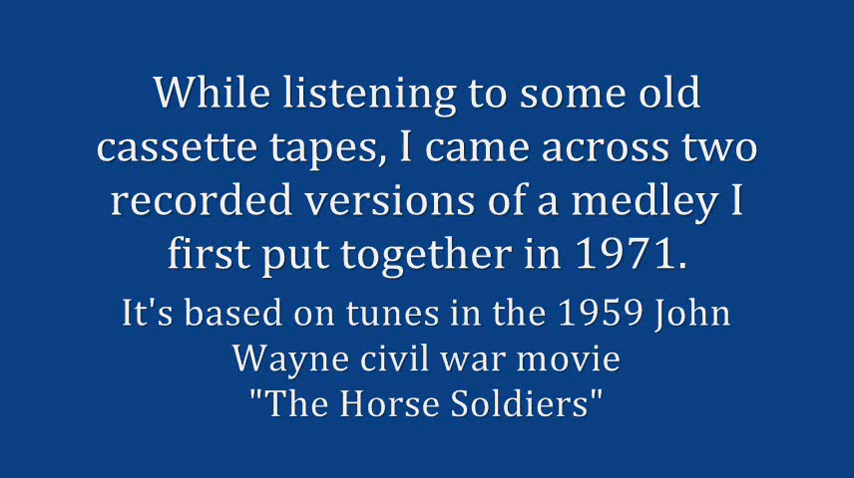 While listening to some old
cassette tapes, I came across two
recorded versions of a medley I
first put together in 1971.
It's based on tunes in the 1959 John
Wayne civil war movie
"The Horse Soldiers"